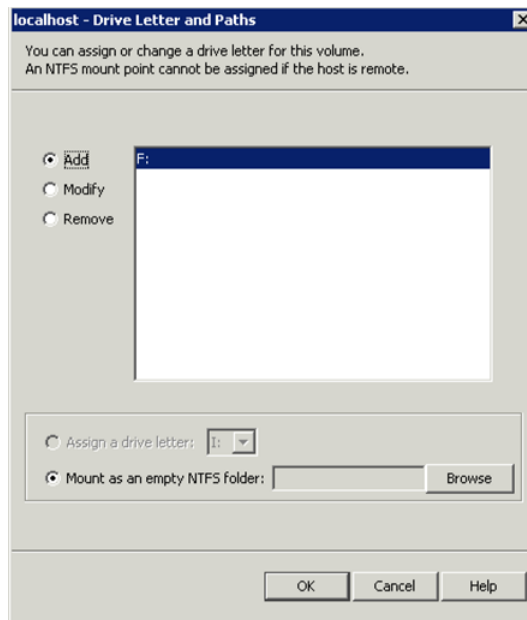 localhost - Drive Letter and Paths
You can assign or change a drive letter for this volume.
An NTFS mount point cannot be assigned if the host is remote.
Add
F:
Modify
Remove
Assign a drive letter: I:
Mount as an empty NTFS folder: Browse
OK Cancel Help